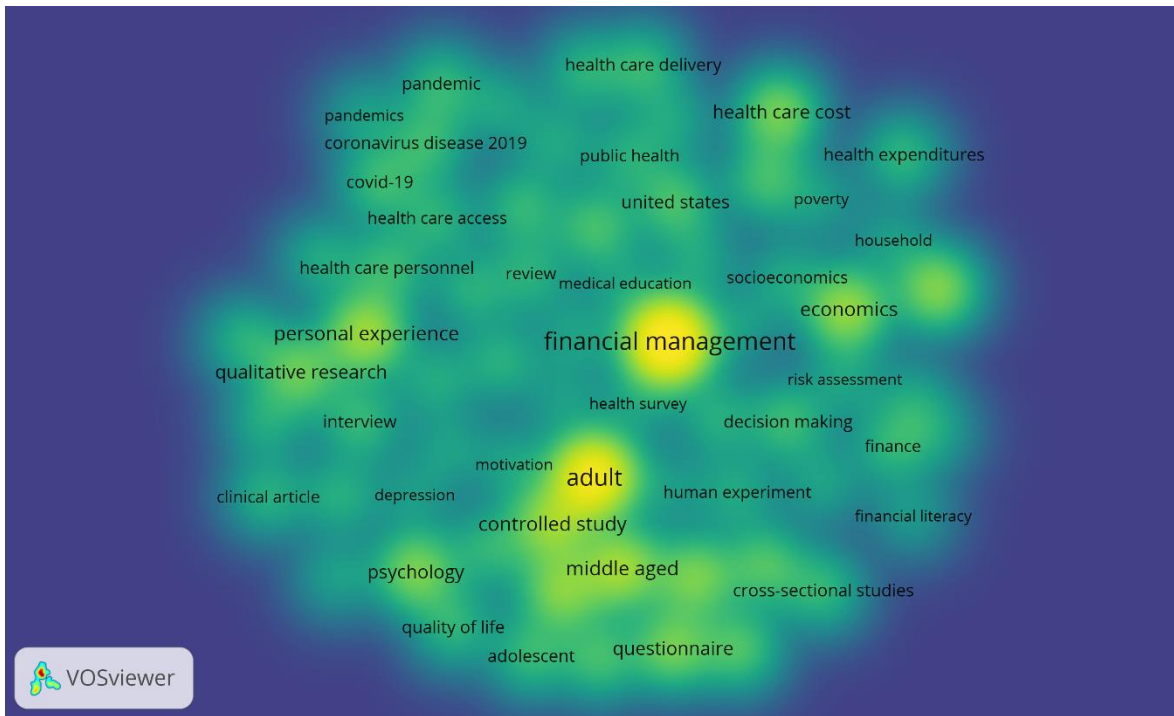 health care delivery
pandemic
health care cost
pandemics
coronavirus disease 2019
public health
health expenditures
covid-19
united states
poverty
health care access
household
health care personnel
review
medical education
socioeconomics
economics
personal experience
financial management
qualitative research
risk assessment
health survey
interview
decision making
finance
motivation
adult
clinical article
depression
human experiment
financial literacy
controlled study
psychology
middle aged
cross-sectional studies
quality of life
adolescent
questionnaire
VOSviewer